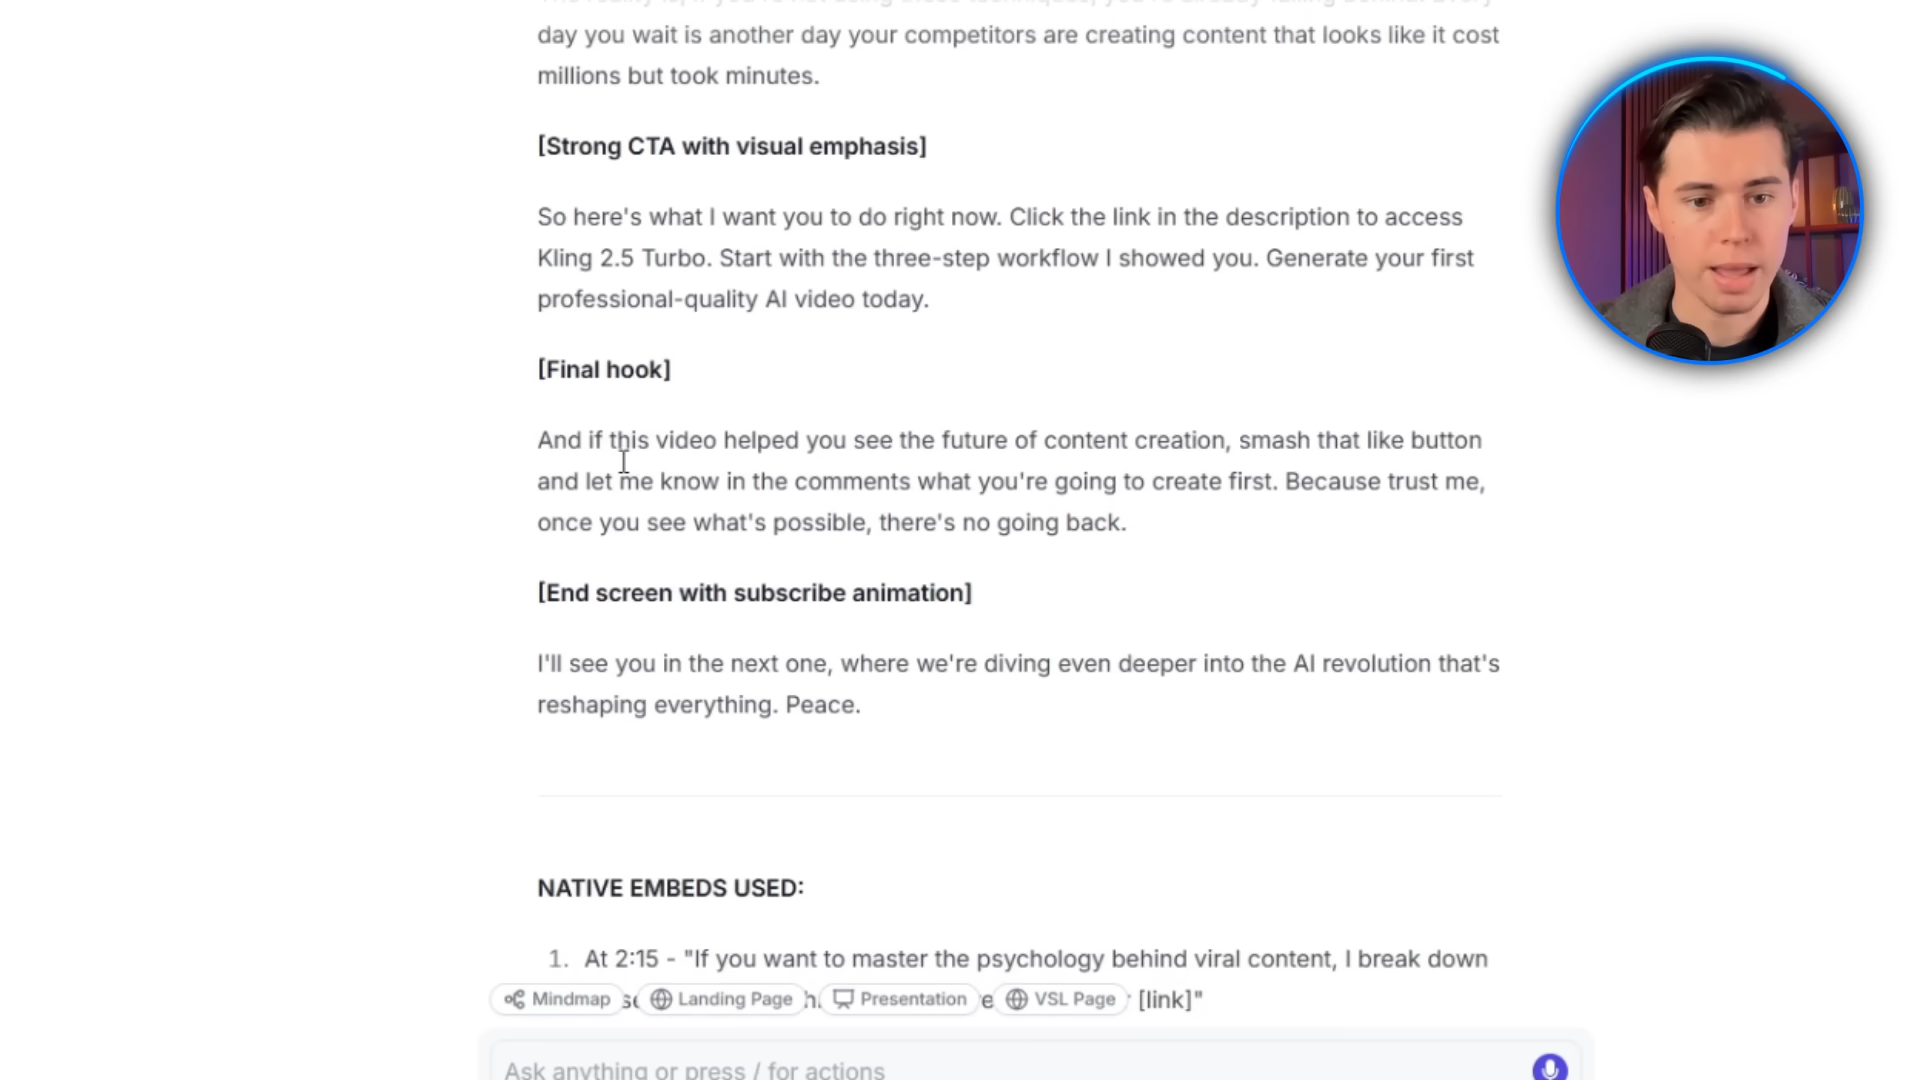 day you wait is another day your competitors are creating content that looks like it cost
millions but took minutes.
[Strong CTA with visual emphasis]
So here's what I want you to do right now. Click the link in the description to access
Kling 2.5 Turbo. Start with the three-step workflow I showed you. Generate your first
professional-quality AI video today.
[Final hook]
And if this video helped you see the future of content creation, smash that like button
and let me know in the comments what you're going to create first. Because trust me,
once you see what's possible, there's no going back.
[End screen with subscribe animation]
I'll see you in the next one, where we're diving even deeper into the AI revolution that's
reshaping everything. Peace.
NATIVE EMBEDS USED:
1. At 2:15 - "If you want to master the psychology behind viral content, I break down
[link]"
Mindmap Landing Page Presentation VSL Page
Ask anything or press / for actions